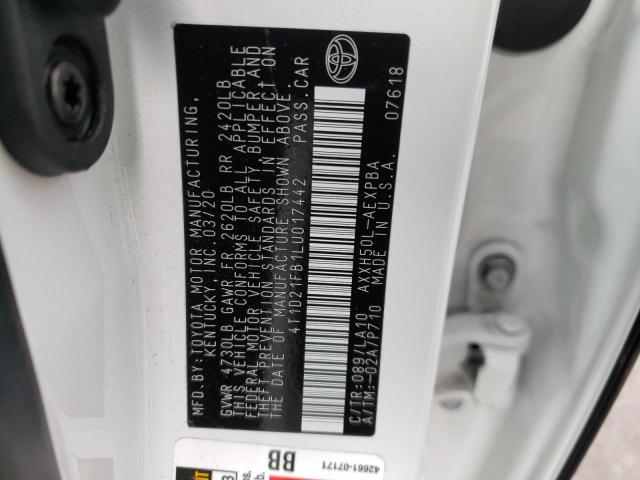 MFD.BY:TOYOTA MOTOR MANUFACTURING,
KENTUCKY, INC.03/20
GVWR 4730LB GAWR FR 2620LB RR 2420LB
THIS VEHICLE CONFORMS TO ALL APPLICABLE
FEDERAL MOTOR VEHICLE SAFETY BUMPER, AND
THEFT PREVENTION STANDARDS IN EFFECT ON
THE DATE OF MANUFACTURE SHOWN ABOVE.
4T1D21FB1LU017442 PASS.CAR
C/TR:089/LA10 AXXH50L-AEXPBA
A/TM:-02A/P710 MADE IN U.S.A. 07618
BB
42661-07171